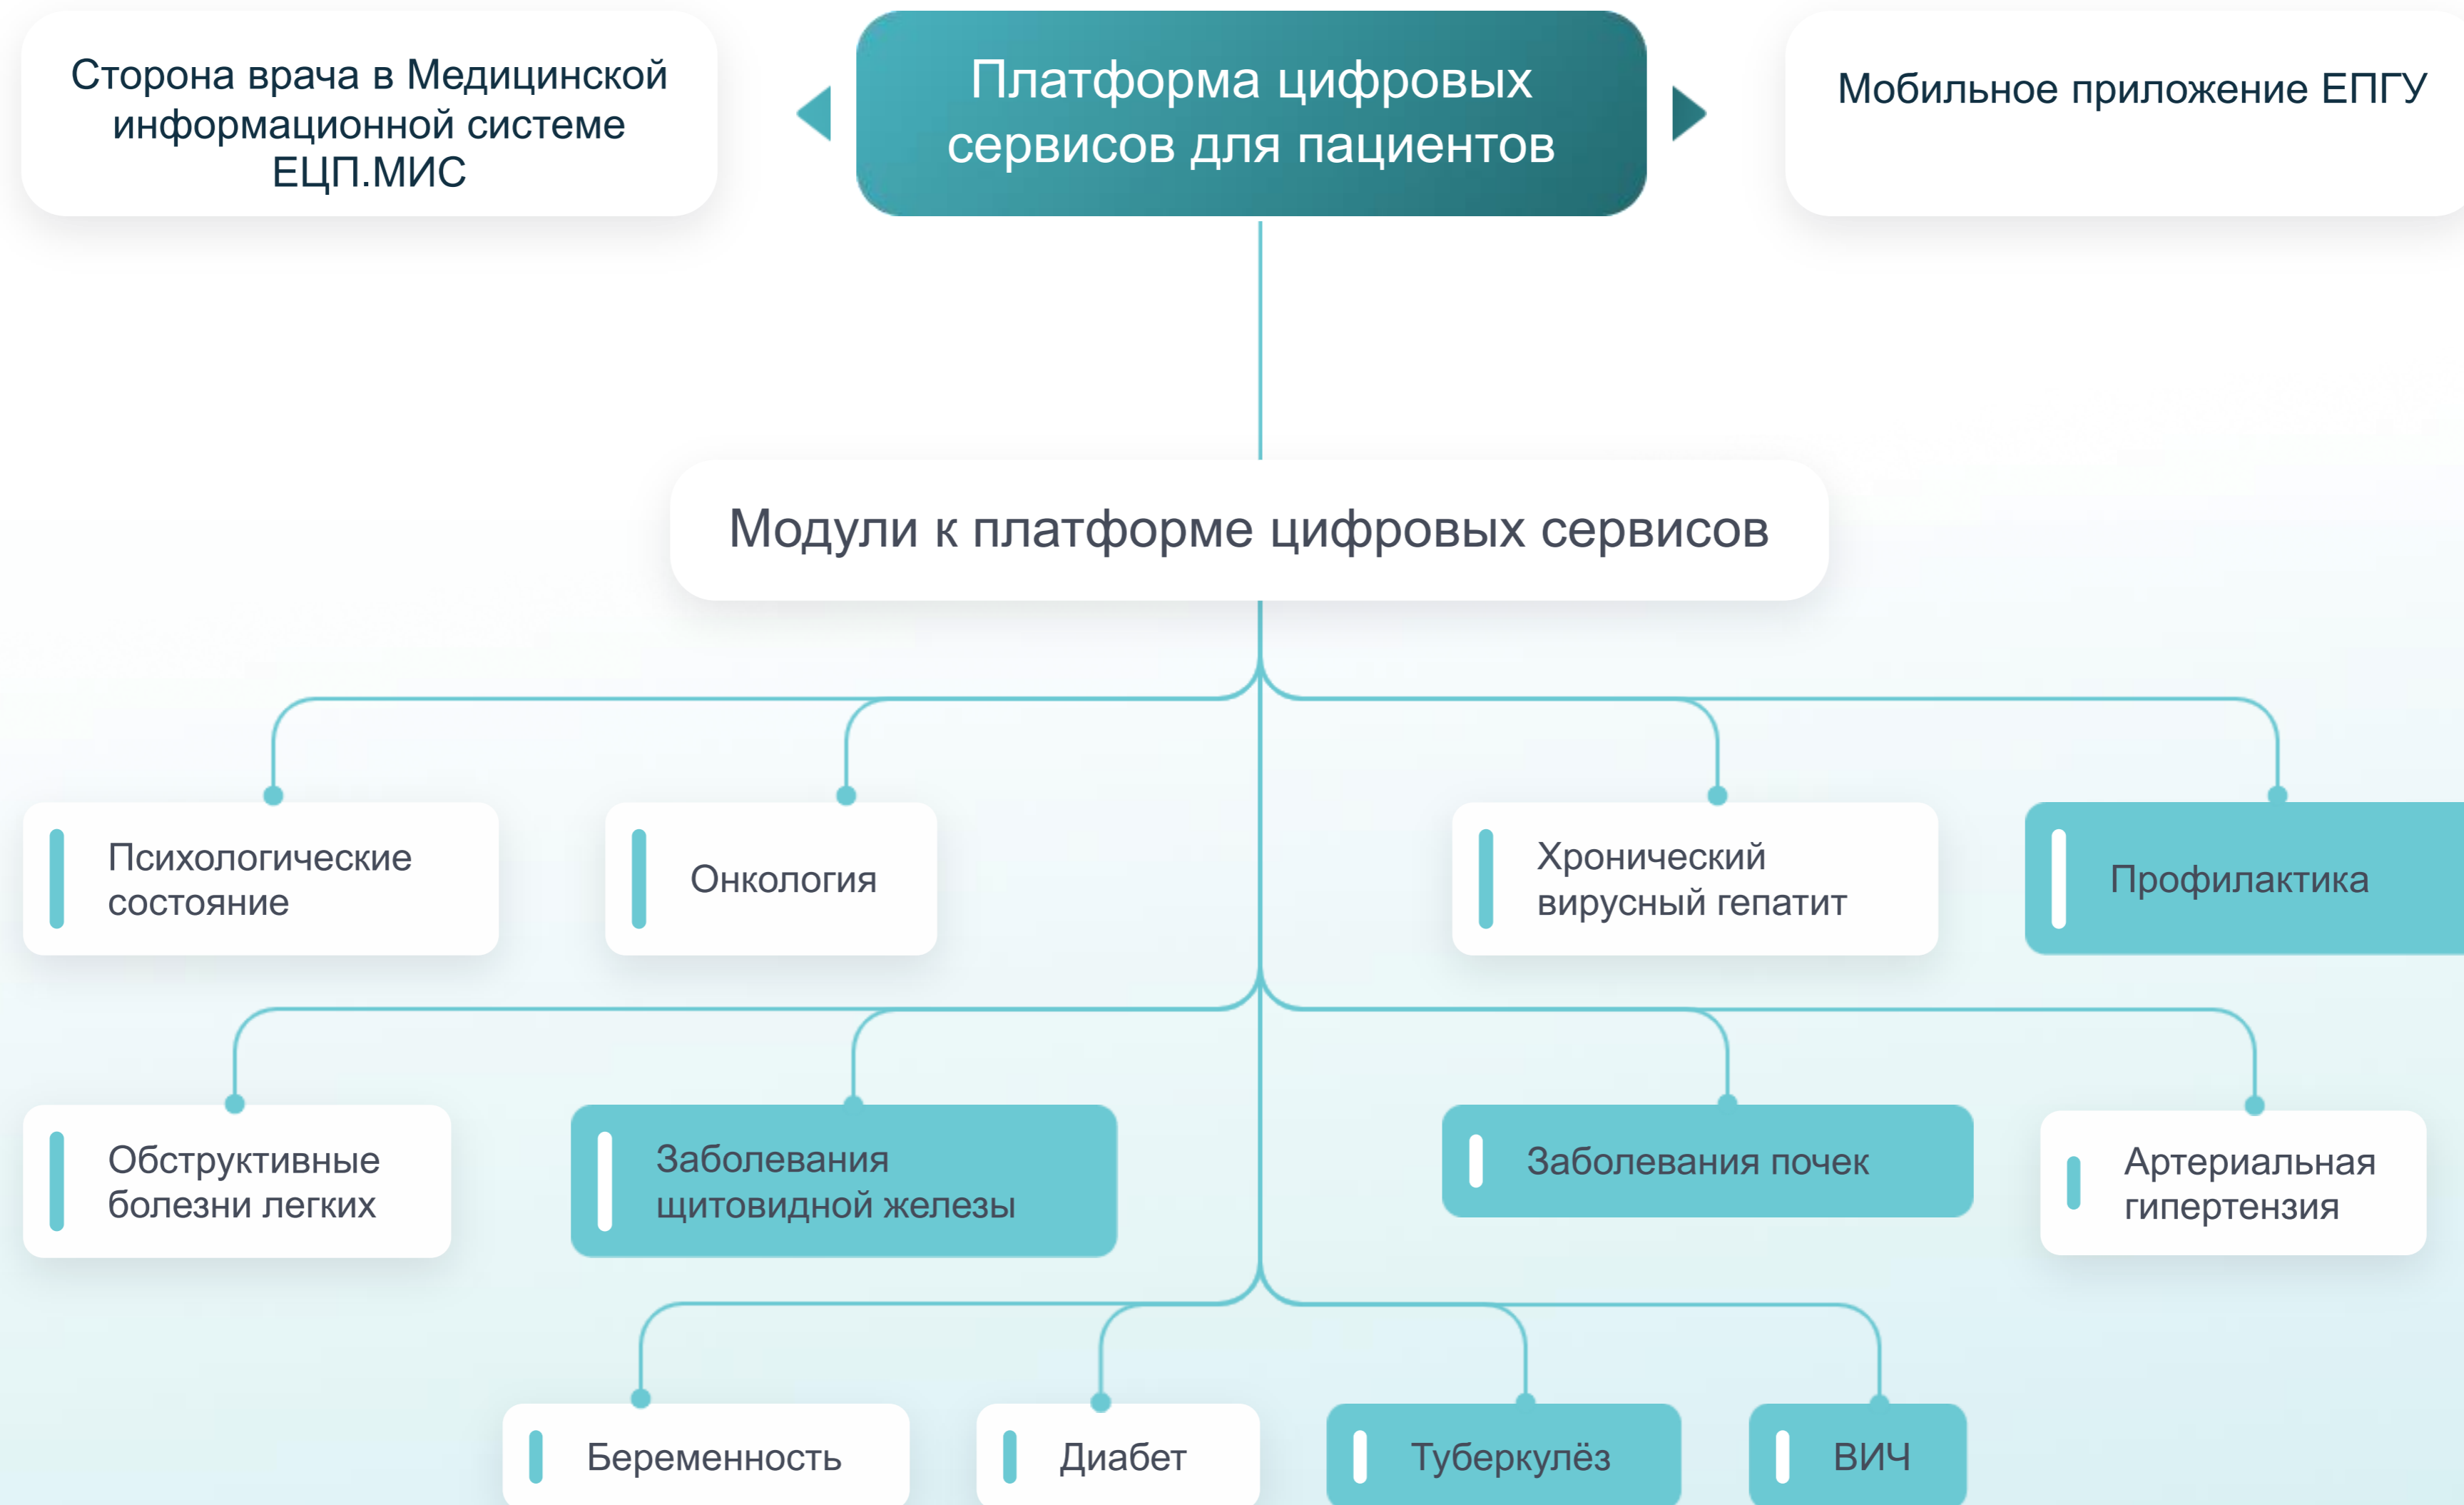 Сторона врача в Медицинской
информационной системе
ЕЦП.МИС
Платформа цифровых
сервисов для пациентов
Мобильное приложение ЕПГУ
Модули к платформе цифровых сервисов
Психологические
состояние
Онкология
Хронический
вирусный гепатит
Профилактика
Обструктивные
болезни легких
Заболевания
щитовидной железы
Заболевания почек
Артериальная
гипертензия
Беременность
Диабет
Туберкулёз
ВИЧ